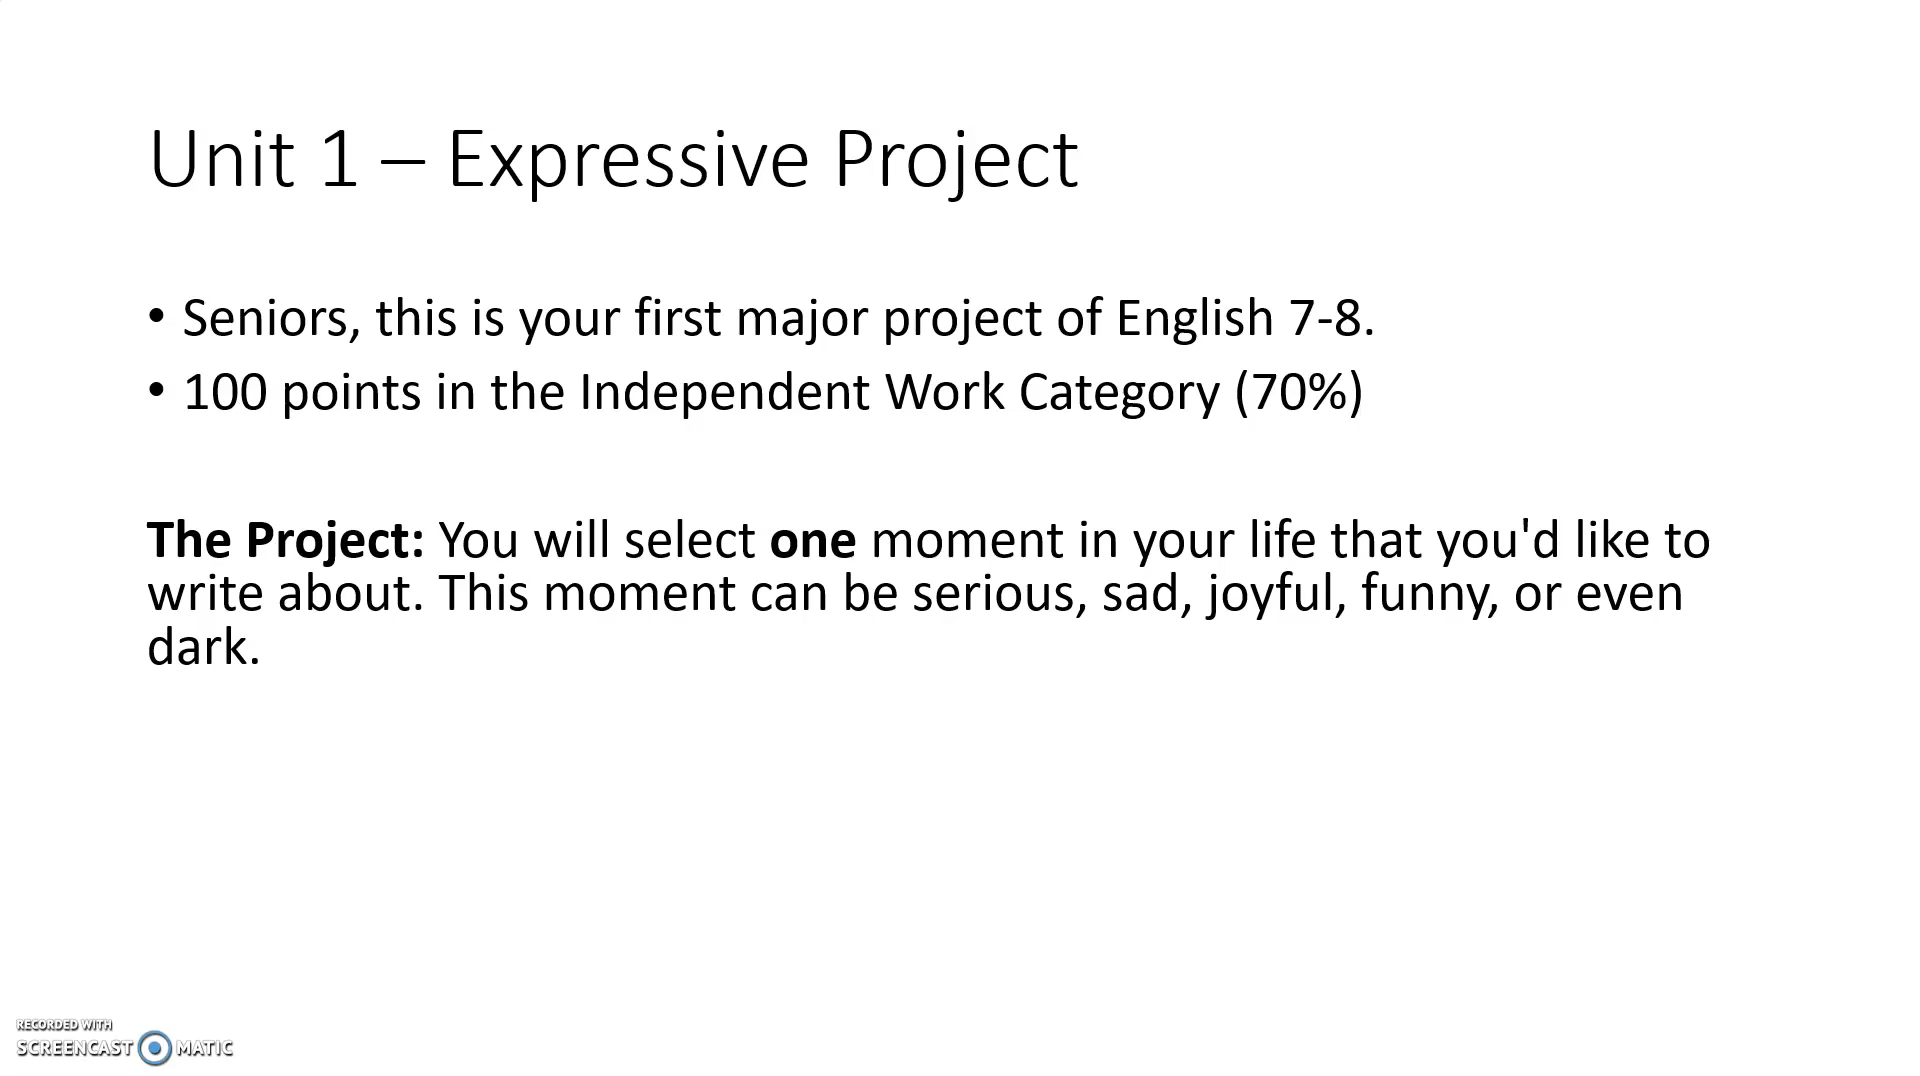 Unit 1 – Expressive Project
• Seniors, this is your first major project of English 7-8.
• 100 points in the Independent Work Category (70%)
The Project: You will select one moment in your life that you'd like to
write about. This moment can be serious, sad, joyful, funny, or even
dark.
RECORDED WITH
SCREENCAST MATIC